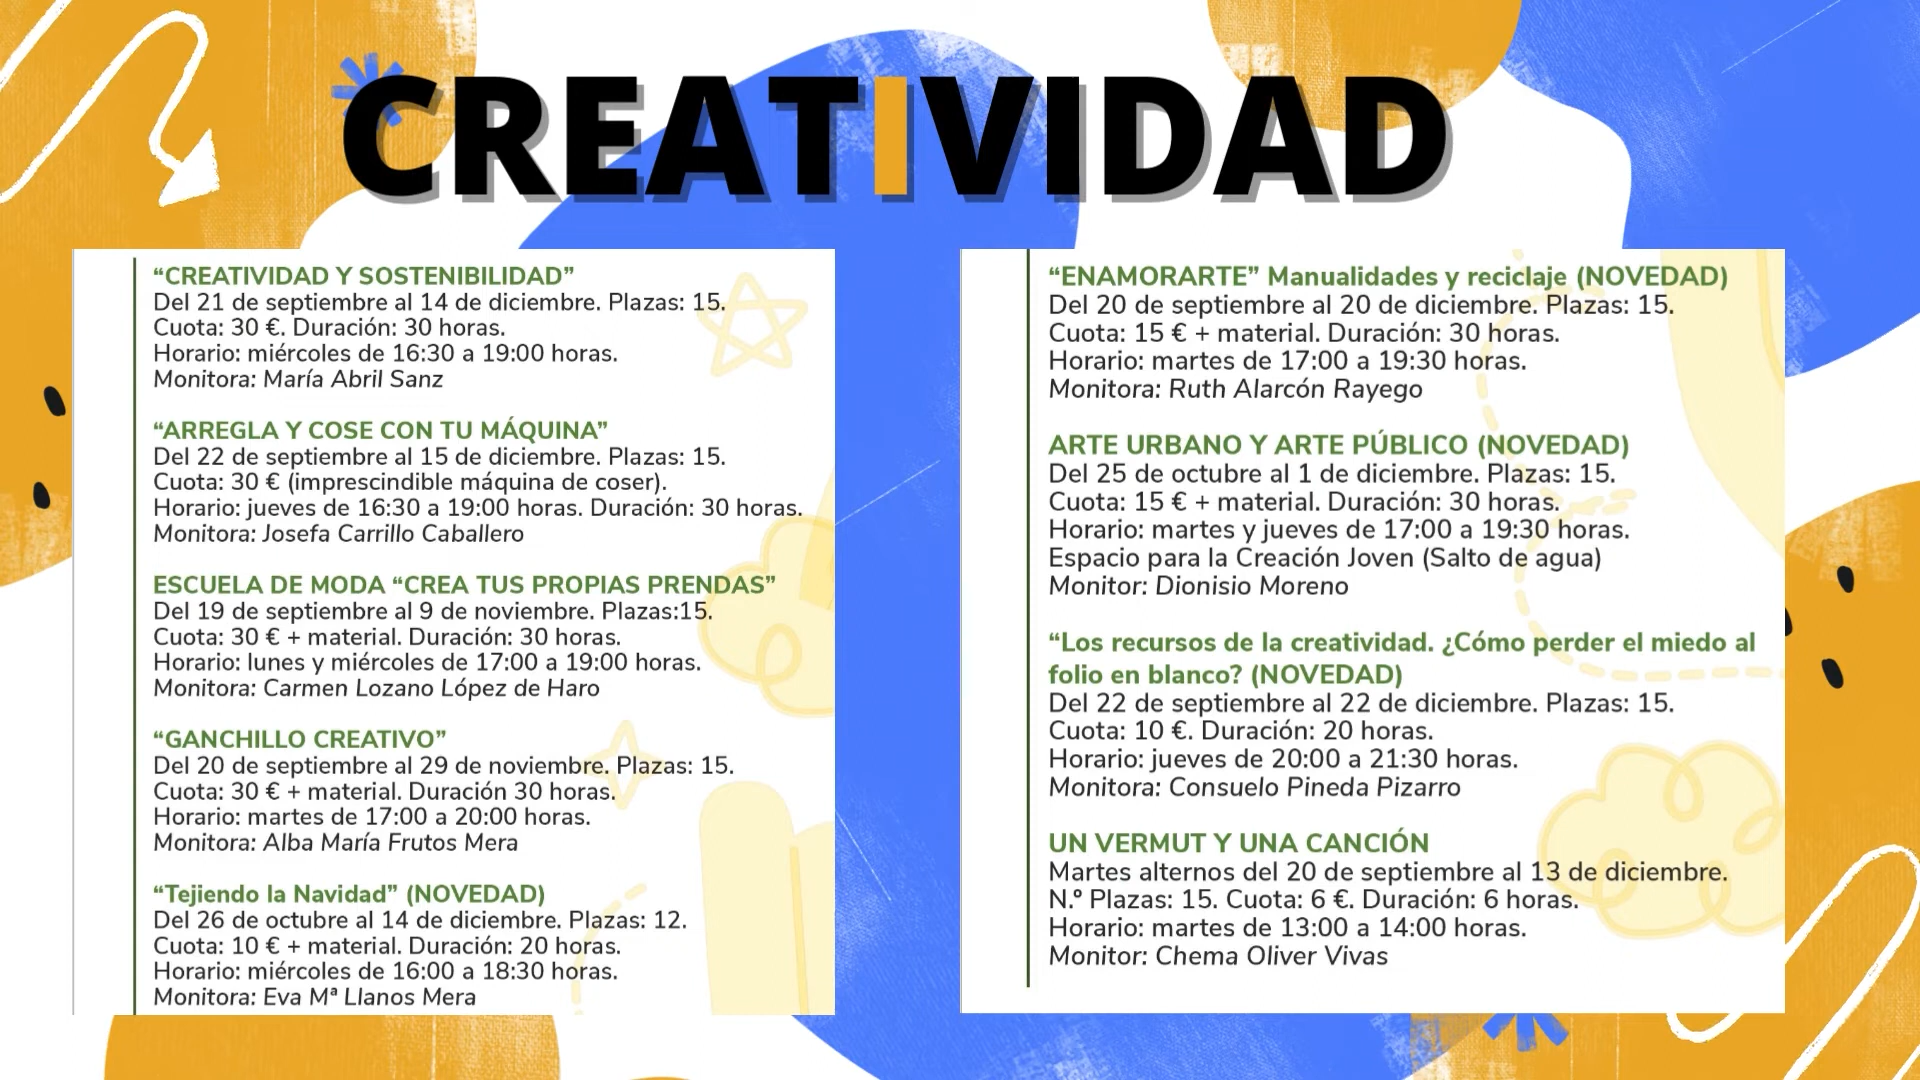 CREATIVIDAD
“CREATIVIDAD Y SOSTENIBILIDAD”
Del 21 de septiembre al 14 de diciembre. Plazas: 15.
Cuota: 30 €. Duración: 30 horas.
Horario: miércoles de 16:30 a 19:00 horas.
Monitora: María Abril Sanz
“ARREGLA Y COSE CON TU MÁQUINA”
Del 22 de septiembre al 15 de diciembre. Plazas: 15.
Cuota: 30 € (imprescindible máquina de coser).
Horario: jueves de 16:30 a 19:00 horas. Duración: 30 horas.
Monitora: Josefa Carrillo Caballero
ESCUELA DE MODA “CREA TUS PROPIAS PRENDAS”
Del 19 de septiembre al 9 de noviembre. Plazas:15.
Cuota: 30 € + material. Duración: 30 horas.
Horario: lunes y miércoles de 17:00 a 19:00 horas.
Monitora: Carmen Lozano López de Haro
“GANCHILLO CREATIVO”
Del 20 de septiembre al 29 de noviembre. Plazas: 15.
Cuota: 30 € + material. Duración 30 horas.
Horario: martes de 17:00 a 20:00 horas.
Monitora: Alba María Frutos Mera
“Tejiendo la Navidad” (NOVEDAD)
Del 26 de octubre al 14 de diciembre. Plazas: 12.
Cuota: 10 € + material. Duración: 20 horas.
Horario: miércoles de 16:00 a 18:30 horas.
Monitora: Eva Mª Llanos Mera
“ENAMORARTE” Manualidades y reciclaje (NOVEDAD)
Del 20 de septiembre al 20 de diciembre. Plazas: 15.
Cuota: 15 € + material. Duración: 30 horas.
Horario: martes de 17:00 a 19:30 horas.
Monitora: Ruth Alarcón Rayego
ARTE URBANO Y ARTE PÚBLICO (NOVEDAD)
Del 25 de octubre al 1 de diciembre. Plazas: 15.
Cuota: 15 € + material. Duración: 30 horas.
Horario: martes y jueves de 17:00 a 19:30 horas.
Espacio para la Creación Joven (Salto de agua)
Monitor: Dionisio Moreno
“Los recursos de la creatividad. ¿Cómo perder el miedo al
folio en blanco? (NOVEDAD)
Del 22 de septiembre al 22 de diciembre. Plazas: 15.
Cuota: 10 €. Duración: 20 horas.
Horario: jueves de 20:00 a 21:30 horas.
Monitora: Consuelo Pineda Pizarro
UN VERMUT Y UNA CANCIÓN
Martes alternos del 20 de septiembre al 13 de diciembre.
N.º Plazas: 15. Cuota: 6 €. Duración: 6 horas.
Horario: martes de 13:00 a 14:00 horas.
Monitor: Chema Oliver Vivas